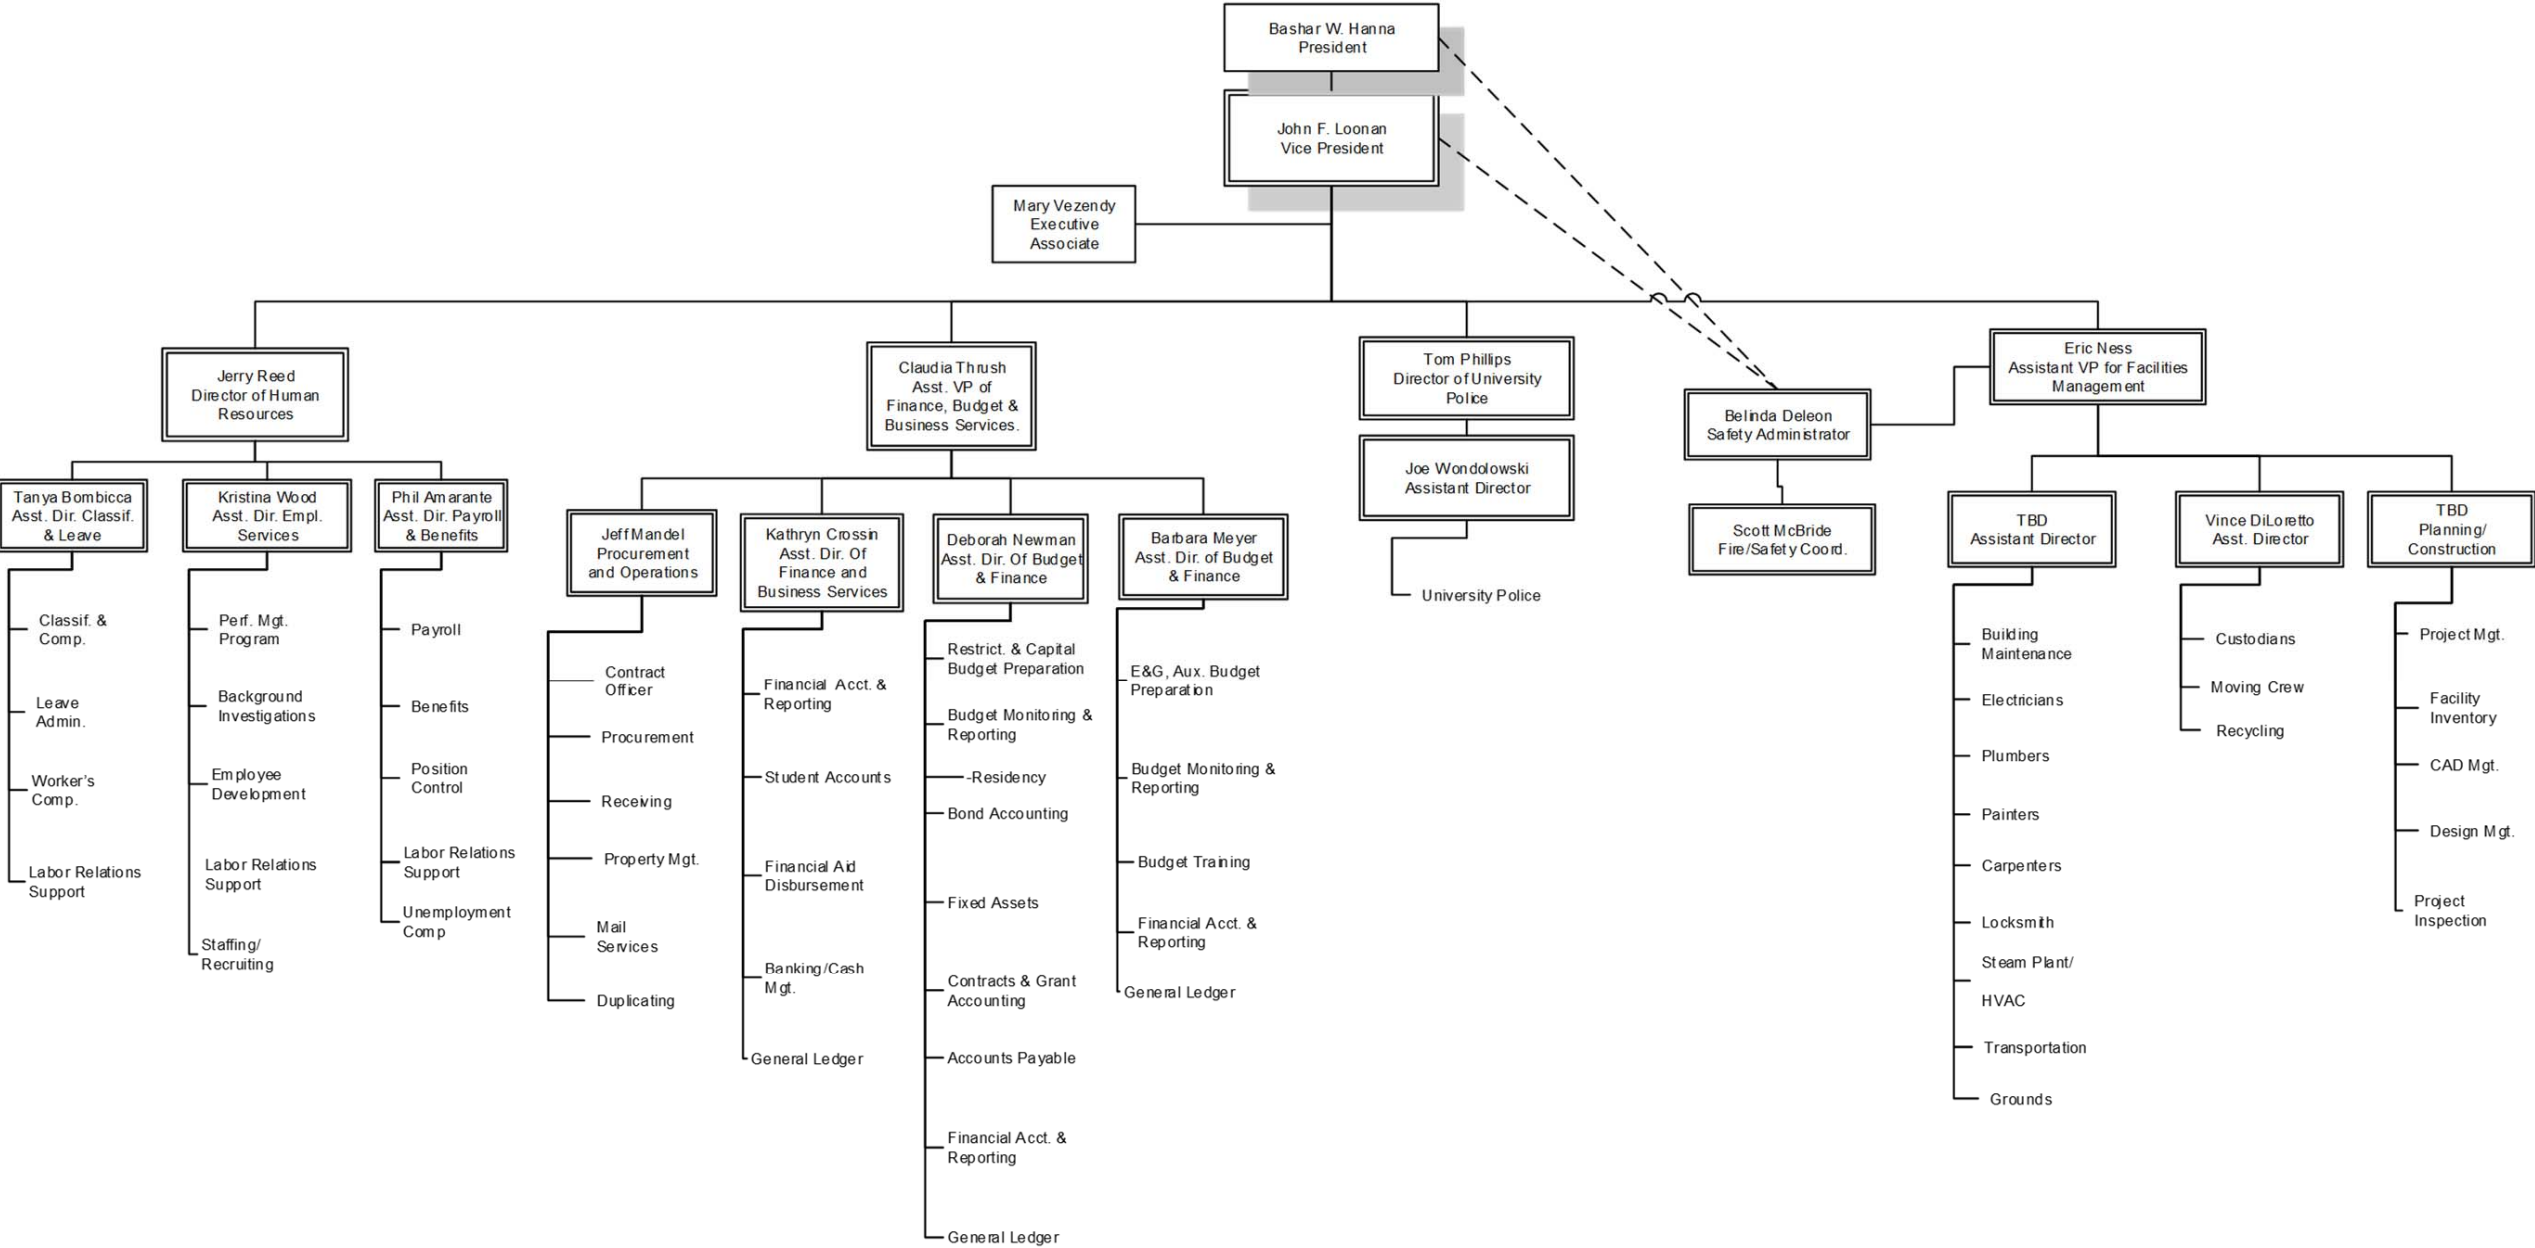 Bashar W. Hanna
President
John F. Loonan
Vice President
Mary Vezendy
Executive
Associate
Jerry Reed
Director of Human
Resources
Claudia Thrush
Asst. VP of
Finance, Budget &
Business Services.
Tom Phillips
Director of University
Police
Joe Wondolowski
Assistant Director
University Police
Belinda Deleon
Safety Administrator
Scott McBride
Fire/Safety Coord.
Eric Ness
Assistant VP for Facilities
Management
Tanya Bombicca
Asst. Dir. Classif.
& Leave
Classif. &
Comp.
Leave
Admin.
Worker's
Comp.
Labor Relations
Support
Kristina Wood
Asst. Dir. Empl.
Services
Perf. Mgt.
Program
Background
Investigations
Employee
Development
Labor Relations
Support
Staffing/
Recruiting
Phil Amarante
Asst. Dir. Payroll
& Benefits
Payroll
Benefits
Position
Control
Labor Relations
Support
Unemployment
Comp
Jeff Mandel
Procurement
and Operations
Contract
Officer
Procurement
Receiving
Property Mgt.
Mail
Services
Duplicating
Kathryn Crossin
Asst. Dir. Of
Finance and
Business Services
Financial Acct. &
Reporting
Student Accounts
Financial Aid
Disbursement
Banking/Cash
Mgt.
General Ledger
Deborah Newman
Asst. Dir. Of Budget
& Finance
Restrict. & Capital
Budget Preparation
Budget Monitoring &
Reporting
-Residency
Bond Accounting
Fixed Assets
Contracts & Grant
Accounting
Accounts Payable
Financial Acct. &
Reporting
General Ledger
Barbara Meyer
Asst. Dir. of Budget
& Finance
E&G, Aux. Budget
Preparation
Budget Monitoring &
Reporting
Budget Training
Financial Acct. &
Reporting
General Ledger
TBD
Assistant Director
Building
Maintenance
Electricians
Plumbers
Painters
Carpenters
Locksmith
Steam Plant/
HVAC
Transportation
Grounds
Vince DiLoretto
Asst. Director
Custodians
Moving Crew
Recycling
TBD
Planning/
Construction
Project Mgt.
Facility
Inventory
CAD Mgt.
Design Mgt.
Project
Inspection